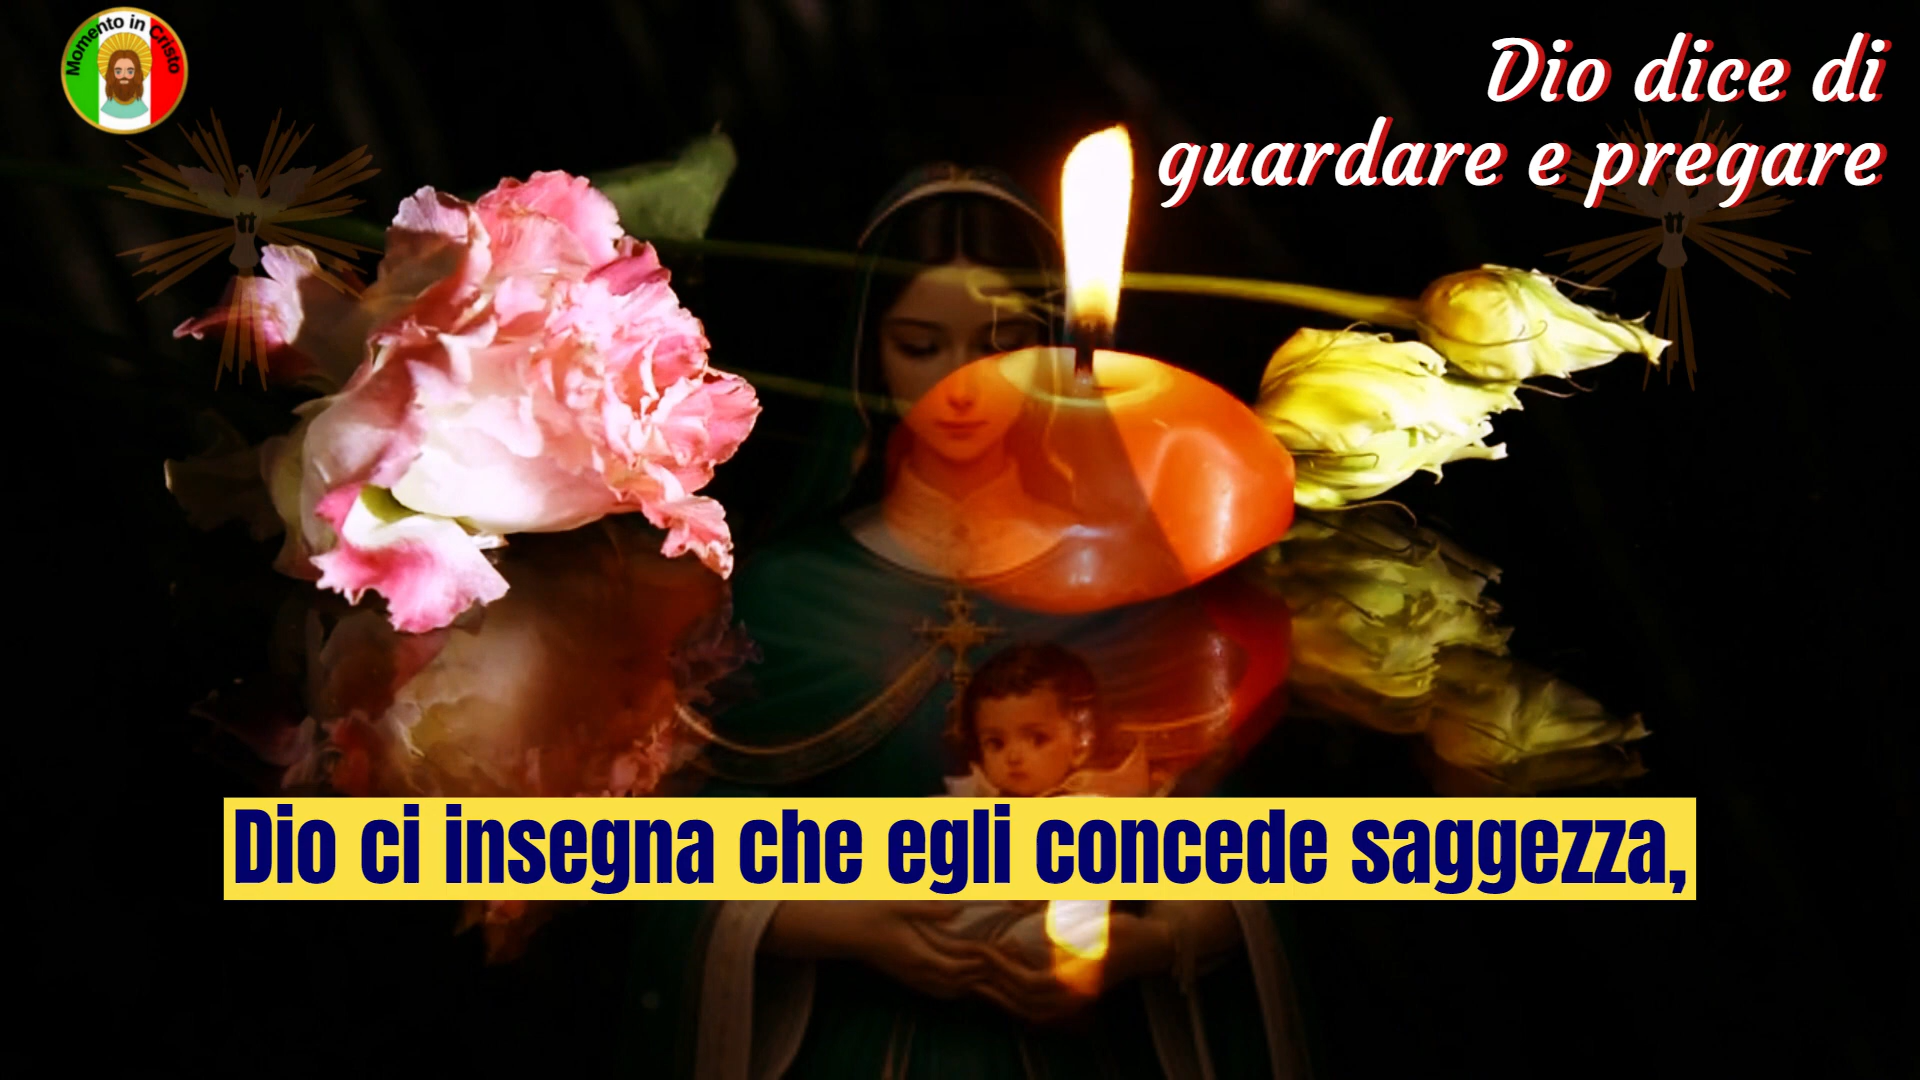 Momento in Cristo
Dio dice di
guardare e pregare
Dio ci insegna che egli concede saggezza,